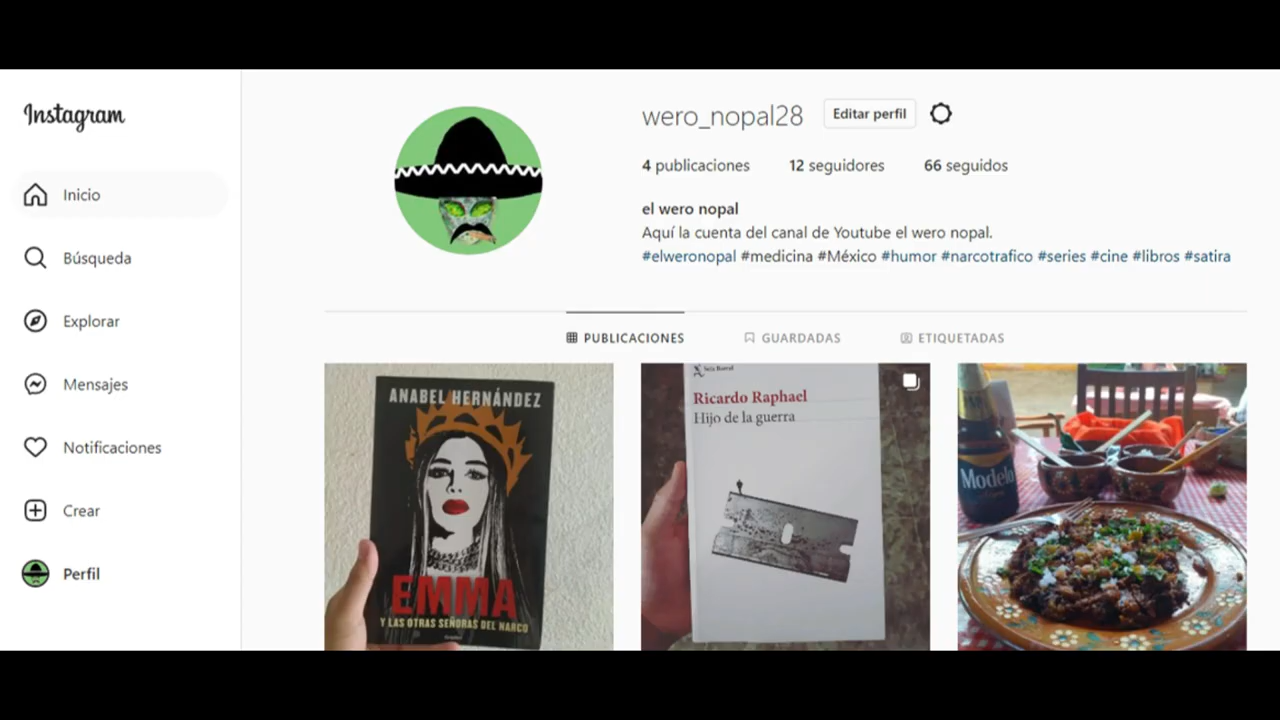 Instagram
Inicio
Búsqueda
Explorar
Mensajes
Notificaciones
Crear
Perfil
wero_nopal28 Editar perfil
4 publicaciones 12 seguidores 66 seguidos
el wero nopal
Aquí la cuenta del canal de Youtube el wero nopal.
#elweronopal #medicina #México #humor #narcotrafico #series #cine #libros #satira
PUBLICACIONES GUARDADAS ETIQUETADAS
ANABEL HERNÁNDEZ
EMMA
Y LAS OTRAS SEÑORAS DEL NARCO
Seix Barral
Ricardo Raphael
Hijo de la guerra
Modelo